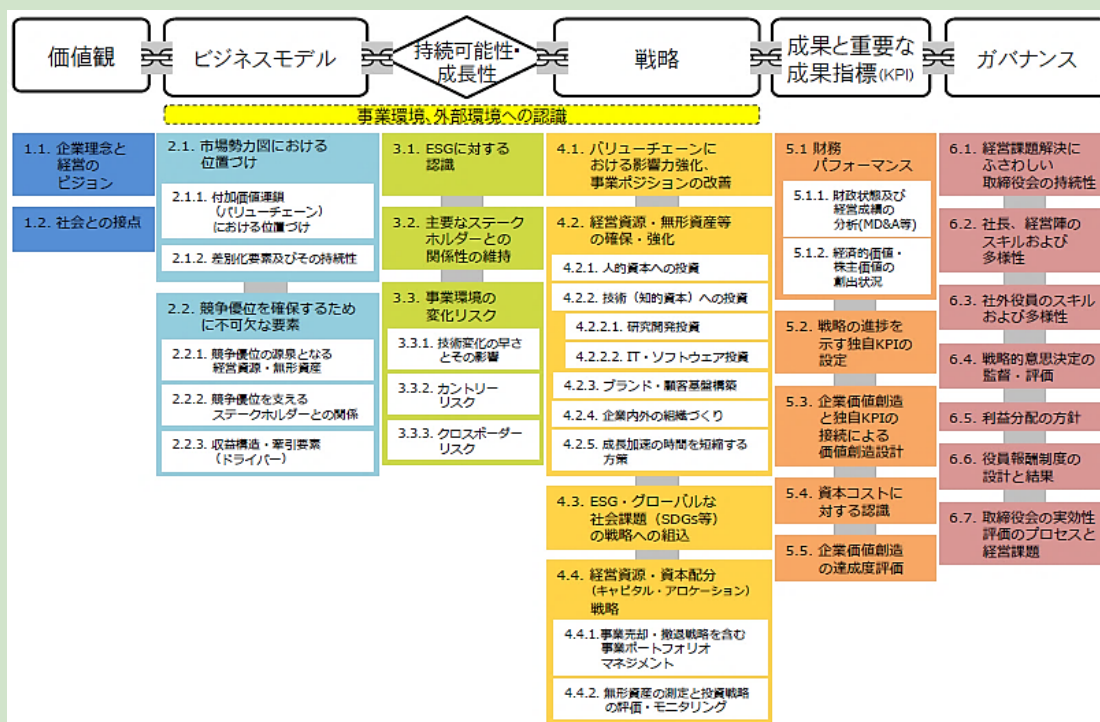 価値観
ビジネスモデル
持続可能性・
成長性
戦略
成果と重要な
成果指標(KPI)
ガバナンス
事業環境、外部環境への認識
1.1. 企業理念と
経営の
ビジョン
1.2. 社会との接点
2.1. 市場勢力図における
位置づけ
2.1.1. 付加価値連鎖
(バリューチェーン)
における位置づけ
2.1.2. 差別化要素及びその持続性
2.2. 競争優位を確保するため
に不可欠な要素
2.2.1. 競争優位の源泉となる
経営資源・無形資産
2.2.2. 競争優位を支える
ステークホルダーとの関係
2.2.3. 収益構造・牽引要素
(ドライバー)
3.1. ESGに対する
認識
3.2. 主要なステーク
ホルダーとの
関係性の維持
3.3. 事業環境の
変化リスク
3.3.1. 技術変化の早さ
とその影響
3.3.2. カントリー
リスク
3.3.3. クロスボーダー
リスク
4.1. バリューチェーンに
おける影響力強化、
事業ポジションの改善
4.2. 経営資源・無形資産等
の確保・強化
4.2.1. 人的資本への投資
4.2.2. 技術（知的資本）への投資
4.2.2.1. 研究開発投資
4.2.2.2. IT・ソフトウェア投資
4.2.3. ブランド・顧客基盤構築
4.2.4. 企業内外の組織づくり
4.2.5. 成長加速の時間を短縮する
方策
4.3. ESG・グローバルな
社会課題（SDGs等）
の戦略への組込
4.4. 経営資源・資本配分
(キャピタル・アロケーション)
戦略
4.4.1.事業売却・撤退戦略を含む
事業ポートフォリオ
マネジメント
4.4.2. 無形資産の測定と投資戦略
の評価・モニタリング
5.1 財務
パフォーマンス
5.1.1. 財政状態及び
経営成績の
分析(MD&A等)
5.1.2. 経済的価値・
株主価値の
創出状況
5.2. 戦略の進捗を
示す独自KPIの
設定
5.3. 企業価値創造
と独自KPIの
接続による
価値創造設計
5.4. 資本コストに
対する認識
5.5. 企業価値創造
の達成度評価
6.1. 経営課題解決に
ふさわしい
取締役会の持続性
6.2. 社長、経営陣の
スキルおよび
多様性
6.3. 社外役員のスキル
および多様性
6.4. 戦略的意思決定の
監督・評価
6.5. 利益分配の方針
6.6. 役員報酬制度の
設計と結果
6.7. 取締役会の実効性
評価のプロセスと
経営課題